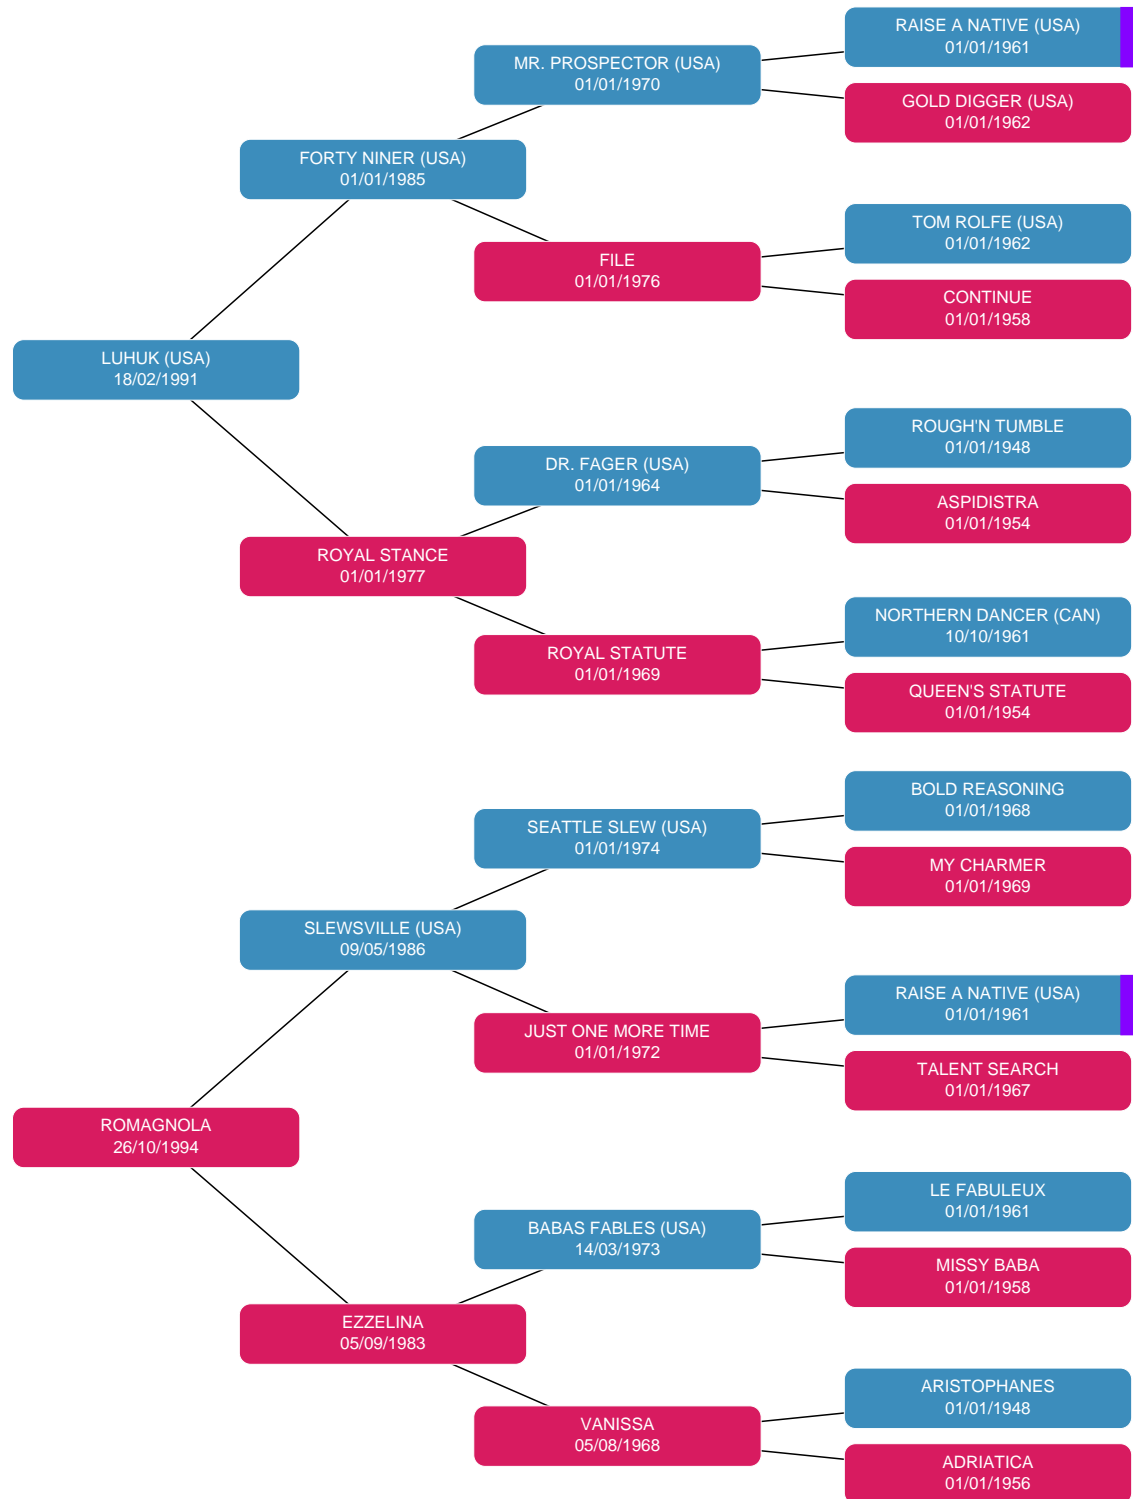 RAISE A NATIVE (USA)
01/01/1961
MR. PROSPECTOR (USA)
01/01/1970
GOLD DIGGER (USA)
01/01/1962
FORTY NINER (USA)
01/01/1985
TOM ROLFE (USA)
01/01/1962
FILE
01/01/1976
CONTINUE
01/01/1958
LUHUK (USA)
18/02/1991
ROUGH'N TUMBLE
01/01/1948
DR. FAGER (USA)
01/01/1964
ASPIDISTRA
01/01/1954
ROYAL STANCE
01/01/1977
NORTHERN DANCER (CAN)
10/10/1961
ROYAL STATUTE
01/01/1969
QUEEN'S STATUTE
01/01/1954
BOLD REASONING
01/01/1968
SEATTLE SLEW (USA)
01/01/1974
MY CHARMER
01/01/1969
SLEWSVILLE (USA)
09/05/1986
RAISE A NATIVE (USA)
01/01/1961
JUST ONE MORE TIME
01/01/1972
TALENT SEARCH
01/01/1967
ROMAGNOLA
26/10/1994
LE FABULEUX
01/01/1961
BABAS FABLES (USA)
14/03/1973
MISSY BABA
01/01/1958
EZZELINA
05/09/1983
ARISTOPHANES
01/01/1948
VANISSA
05/08/1968
ADRIATICA
01/01/1956